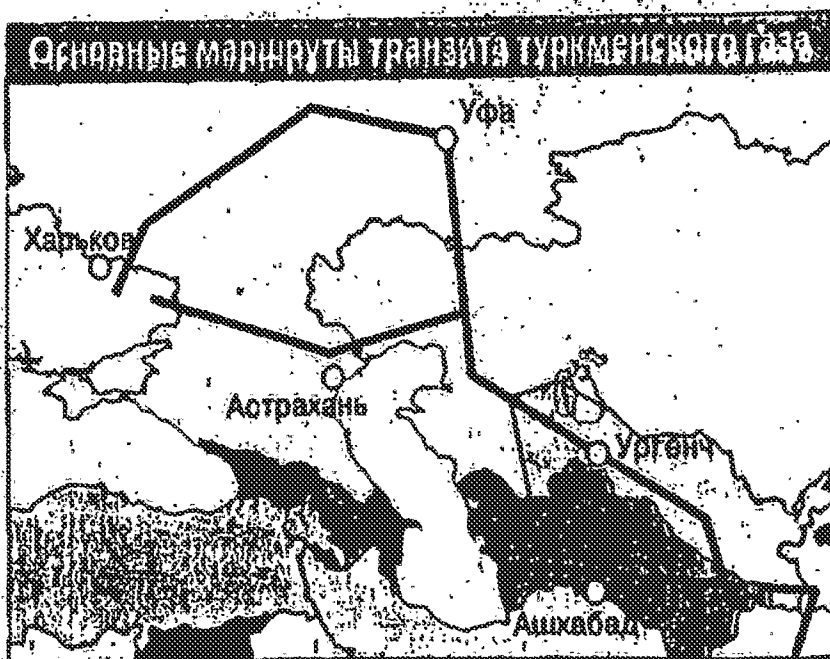 Основные маршруты транзита туркменского газа
Уфа
Харьков
Астрахань
Ургенч
Ашхабад